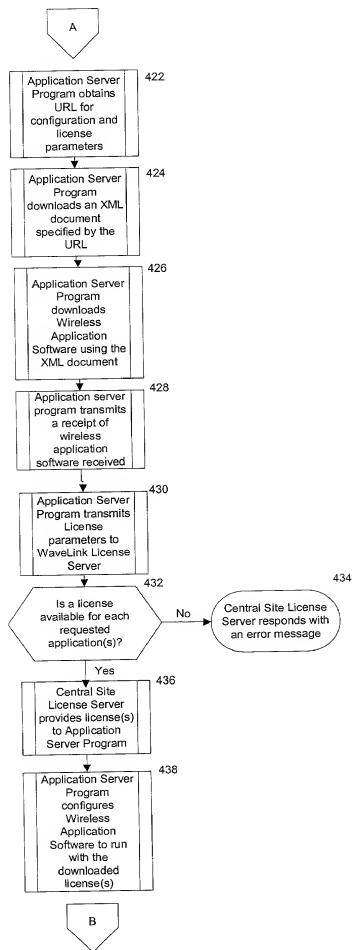 A
422
Application Server
Program obtains
URL for
configuration and
license
parameters
424
Application Server
Program
downloads an XML
document
specified by the
URL
426
Application Server
Program
downloads
Wireless
Application
Software using the
XML document
428
Application server
program transmits
a receipt of
wireless
application
software received
430
Application Server
Program transmits
License
parameters to
WaveLink License
Server
432
Is a license
available for each
requested
application(s)?
No
434
Central Site License
Server responds with
an error message
Yes
436
Central Site
License Server
provides license(s)
to Application
Server Program
438
Application Server
Program
configures
Wireless
Application
Software to run
with the
downloaded
license(s)
B